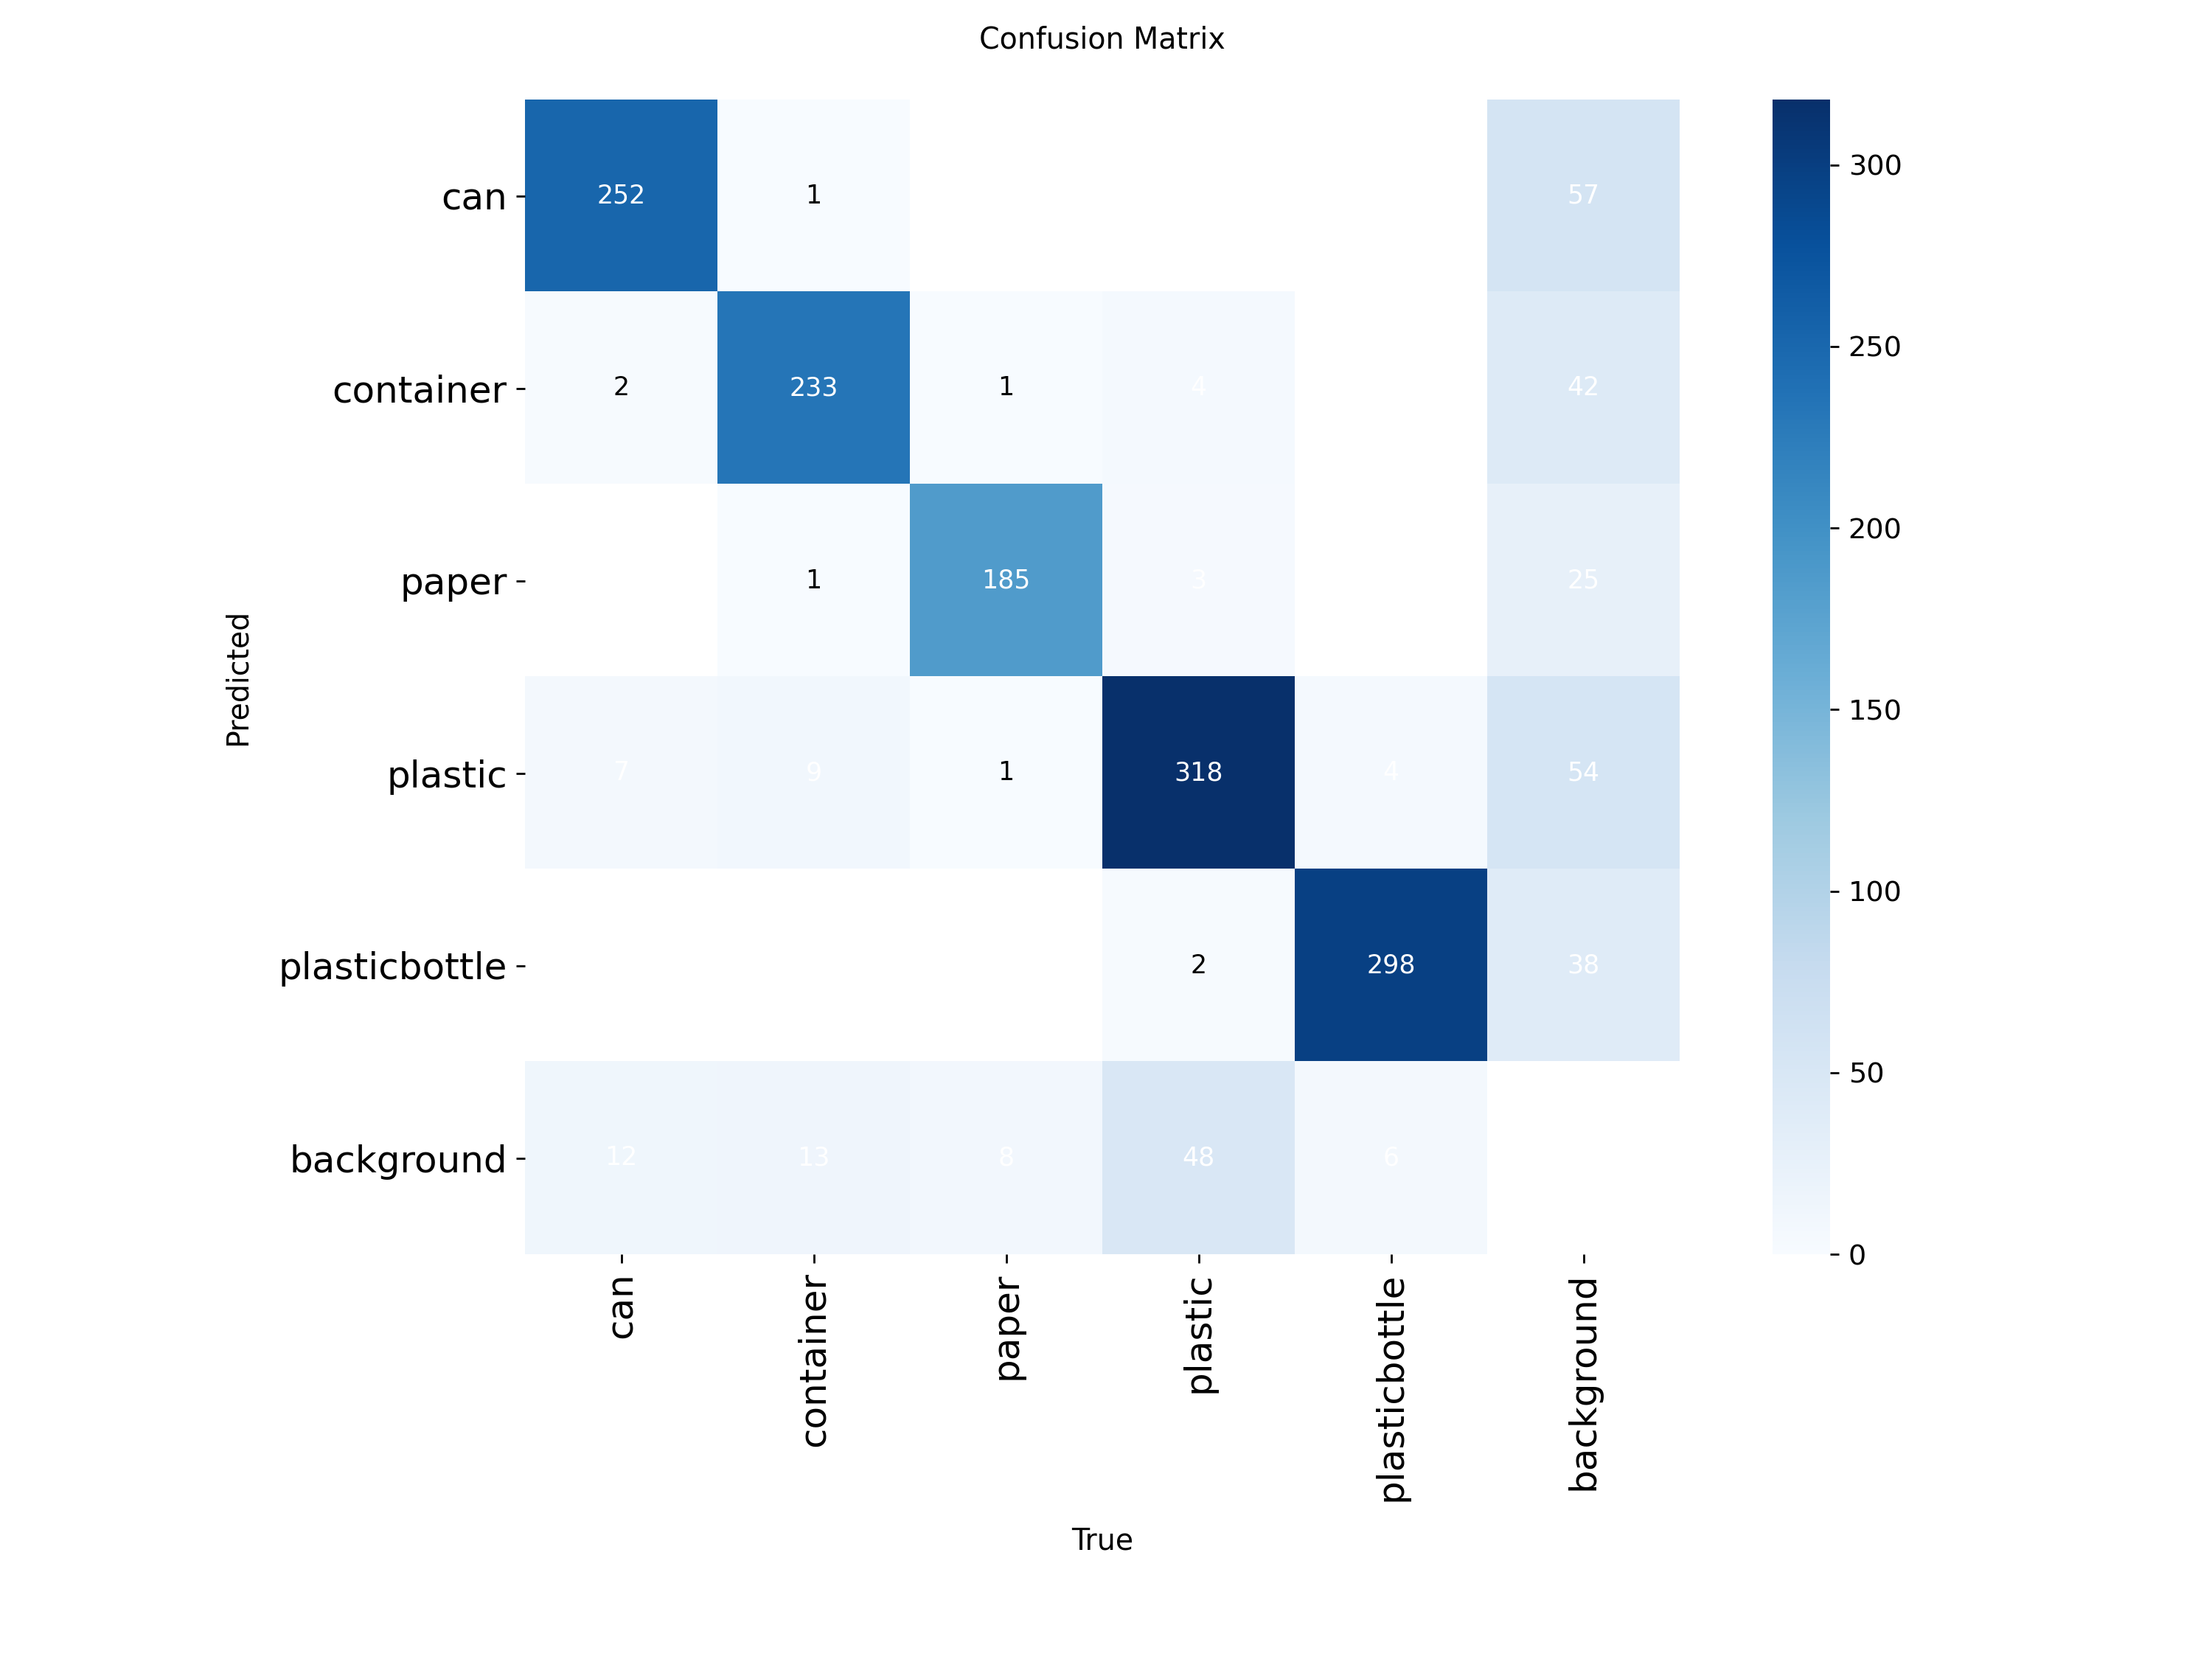 Confusion Matrix
can 252 1 57 300
container 2 233 1 4 42 250
paper 1 185 3 25 200
plastic 7 9 1 318 4 54 150
plasticbottle 2 298 38 100
background 12 13 8 48 6 50
0
can container paper plastic plasticbottle background
Predicted
True